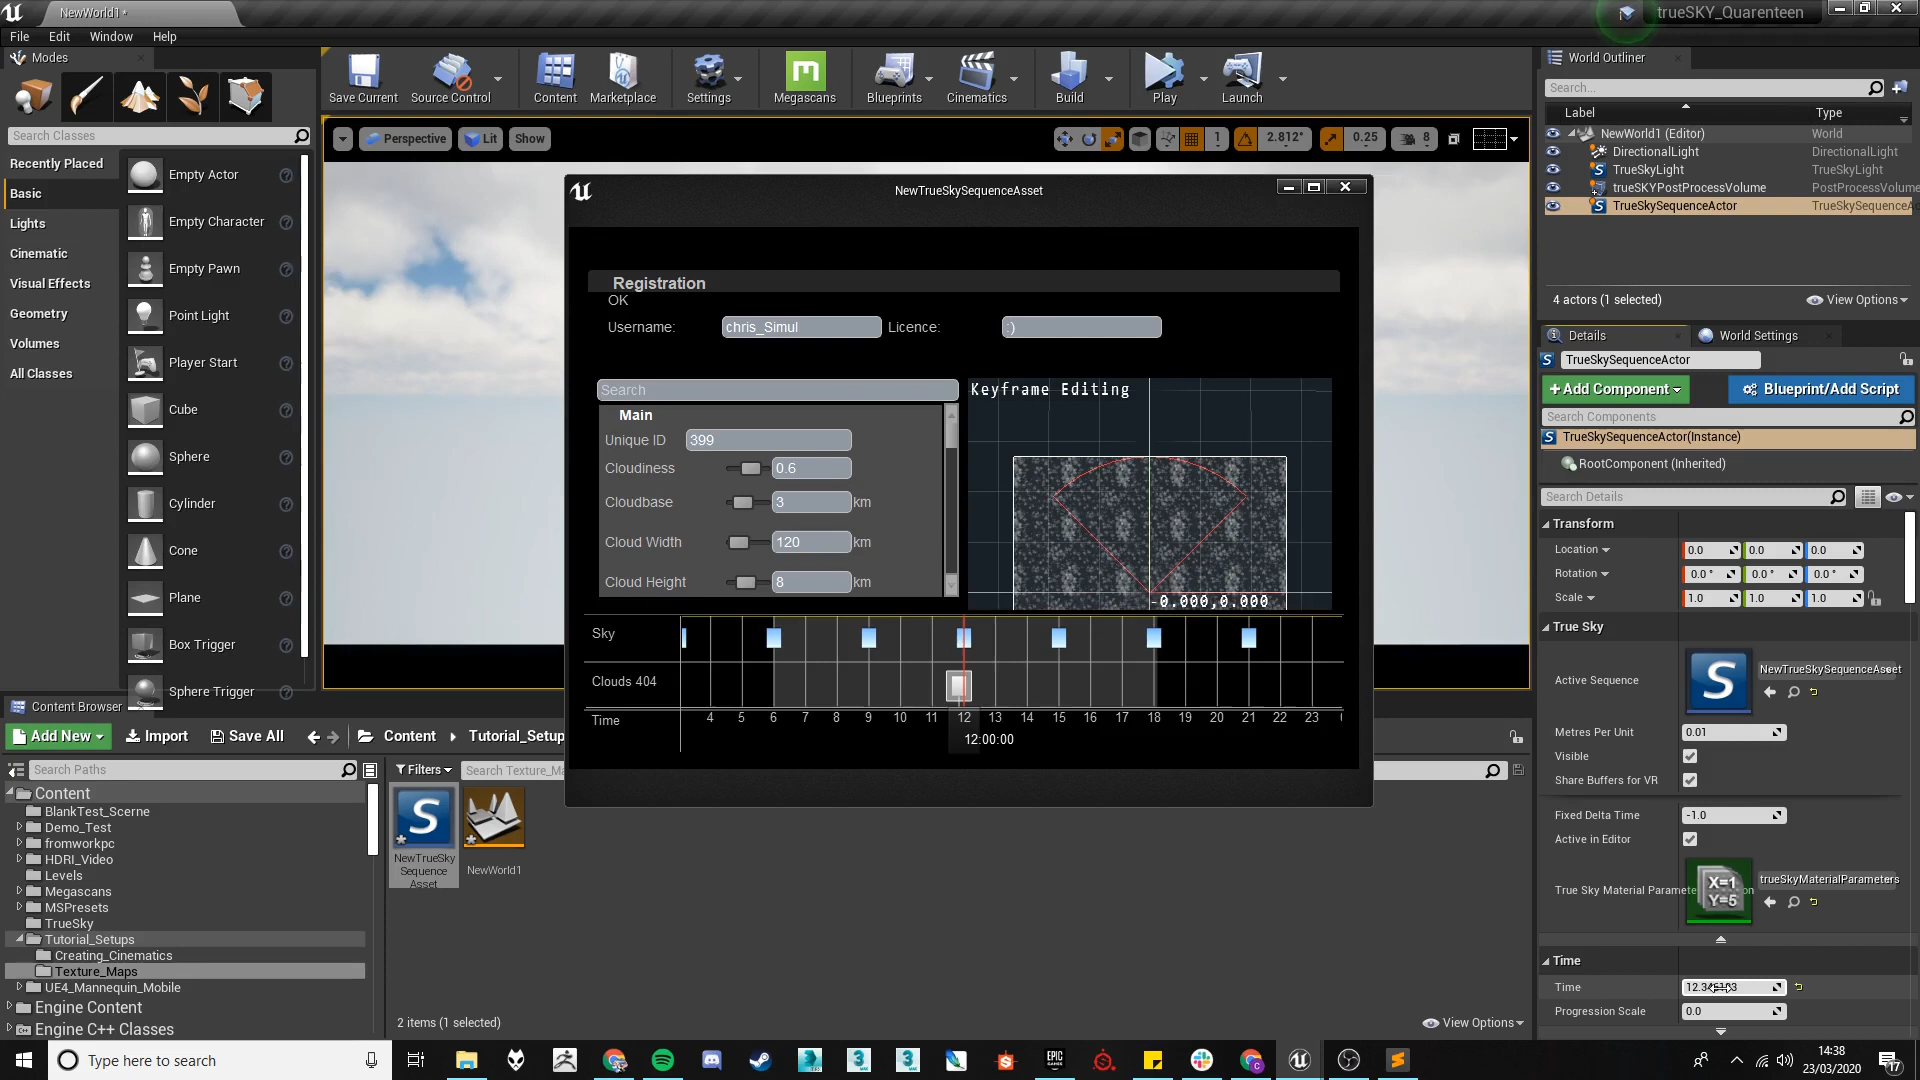 NewWorld1*
trueSKY_Quarenteen
File Edit Window Help
Modes
Save Current
Source Control
Content
Marketplace
Settings
Megascans
Blueprints
Cinematics
Build
Play
Launch
World Outliner
Search...
Label
Type
Search Classes
Recently Placed
Basic
Lights
Cinematic
Visual Effects
Geometry
Volumes
All Classes
Empty Actor
Empty Character
Empty Pawn
Point Light
Player Start
Cube
Sphere
Cylinder
Cone
Plane
Box Trigger
Sphere Trigger
Perspective
Lit
Show
1
2.812°
0.25
8
NewWorld1 (Editor) World
DirectionalLight DirectionalLight
TrueSkyLight TrueSkyLight
trueSKYPostProcessVolume PostProcessVolume
TrueSkySequenceActor TrueSkySequenceA
4 actors (1 selected)
View Options
NewTrueSkySequenceAsset
Registration
OK
Username: chris_Simul Licence: :)
Search
Main
Unique ID 399
Cloudiness 0.6
Cloudbase 3 km
Cloud Width 120 km
Cloud Height 8 km
Keyframe Editing
-0.000,0.000
Sky
Clouds 404
Time
4 5 6 7 8 9 10 11 12 13 14 15 16 17 18 19 20 21 22 23
12:00:00
Details
World Settings
TrueSkySequenceActor
+Add Component
Blueprint/Add Script
Search Components
TrueSkySequenceActor(Instance)
RootComponent (Inherited)
Search Details
Transform
Location 0.0 0.0 0.0
Rotation 0.0° 0.0° 0.0°
Scale 1.0 1.0 1.0
True Sky
Active Sequence NewTrueSkySequenceAsset
Metres Per Unit 0.01
Visible
Share Buffers for VR
Fixed Delta Time -1.0
Active in Editor
True Sky Material Paramete
X=1
Y=5
trueSkyMaterialParameters
Time
Time
Progression Scale 0.0
Content Browser
Add New
Import
Save All
Content
Tutorial_Setup
Search Paths
Filters
Search Texture_Ma
Content
BlankTest_Scerne
Demo_Test
fromworkpc
HDRI_Video
Levels
Megascans
MSPresets
TrueSky
Tutorial_Setups
Creating_Cinematics
Texture_Maps
UE4_Mannequin_Mobile
Engine Content
Engine C++ Classes
NewTrueSky
Sequence
Asset
NewWorld1
2 items (1 selected)
View Options
Type here to search
EPIC
GAMES
14:38
23/03/2020
17